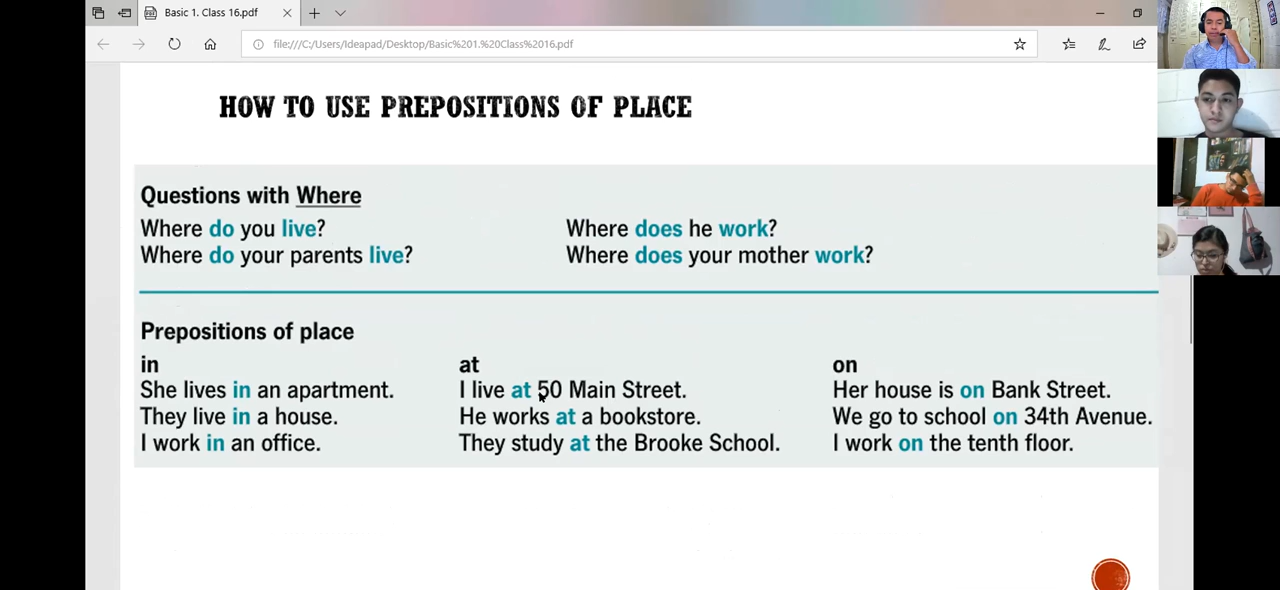 Basic 1. Class 16.pdf
file:///C:/Users/Ideapad/Desktop/Basic%201.%20Class%2016.pdf
HOW TO USE PREPOSITIONS OF PLACE
Questions with Where
Where do you live?
Where do your parents live?
Where does he work?
Where does your mother work?
Prepositions of place
in
She lives in an apartment.
They live in a house.
I work in an office.
at
I live at 50 Main Street.
He works at a bookstore.
They study at the Brooke School.
on
Her house is on Bank Street.
We go to school on 34th Avenue.
I work on the tenth floor.